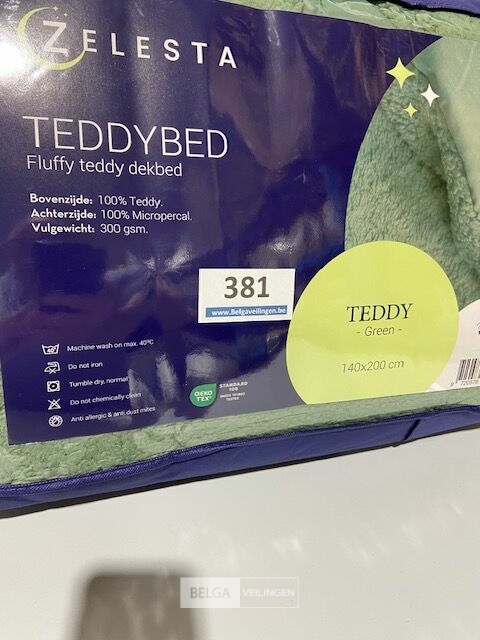 ZELESTA
TEDDYBED
Fluffy teddy dekbed
Bovenzijde: 100% Teddy.
Achterzijde: 100% Micropercal.
Vulgewicht: 300 gsm.
381
www.Belgaveilingen.be
TEDDY
- Green -
140x200 cm
Machine wash on max. 40°C
Do not iron
Tumble dry, normal
Do not chemically clean
Anti allergic & anti dust mites
OEKO
TEX
STANDARD
100
BELGA VEILINGEN